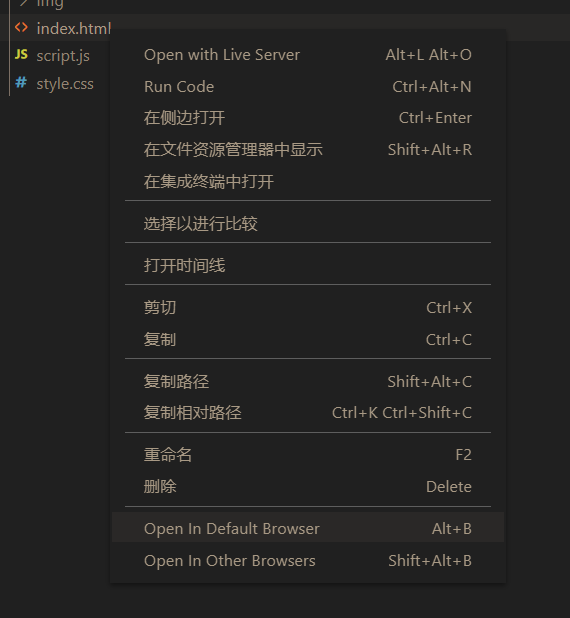 img
index.html
JS script.js
# style.css
Open with Live Server Alt+L Alt+O
Run Code Ctrl+Alt+N
在侧边打开 Ctrl+Enter
在文件资源管理器中显示 Shift+Alt+R
在集成终端中打开
选择以进行比较
打开时间线
剪切 Ctrl+X
复制 Ctrl+C
复制路径 Shift+Alt+C
复制相对路径 Ctrl+K Ctrl+Shift+C
重命名 F2
删除 Delete
Open In Default Browser Alt+B
Open In Other Browsers Shift+Alt+B